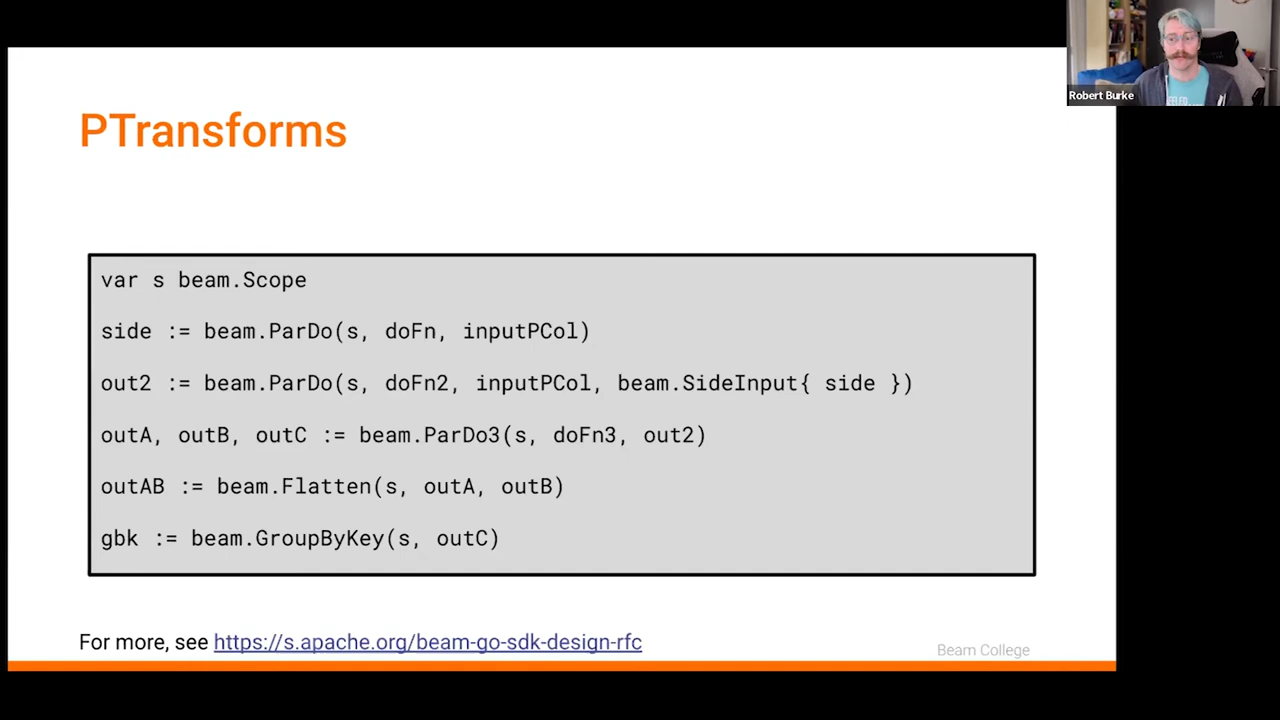 Robert Burke
PTransforms
var s beam.Scope
side := beam.ParDo(s, doFn, inputPCol)
out2 := beam.ParDo(s, doFn2, inputPCol, beam.SideInput{ side })
outA, outB, outC := beam.ParDo3(s, doFn3, out2)
outAB := beam.Flatten(s, outA, outB)
gbk := beam.GroupByKey(s, outC)
For more, see https://s.apache.org/beam-go-sdk-design-rfc
Beam College